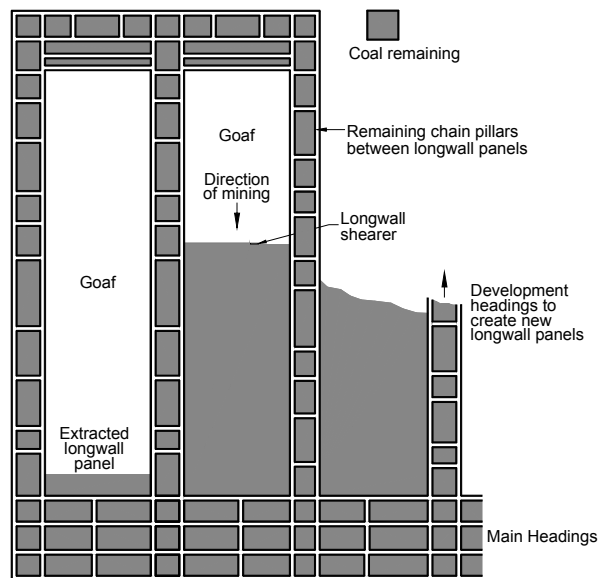 Coal remaining
Goaf
Remaining chain pillars
between longwall panels
Direction
of mining
Longwall
shearer
Goaf
Development
headings to
create new
longwall panels
Extracted
longwall
panel
Main Headings